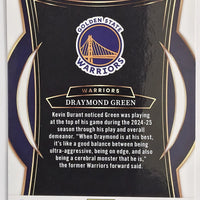 GOLDEN STATE
WARRIORS
WARRIORS
DRAYMOND GREEN
Kevin Durant noticed Green was playing
at the top of his game during the 2024-25
season through his play and overall
demeanor. "When Draymond is at his best,
it's like a good balance between being
ultra-aggressive, being on edge, and also
being a cerebral monster that he is,"
the former Warriors forward said.